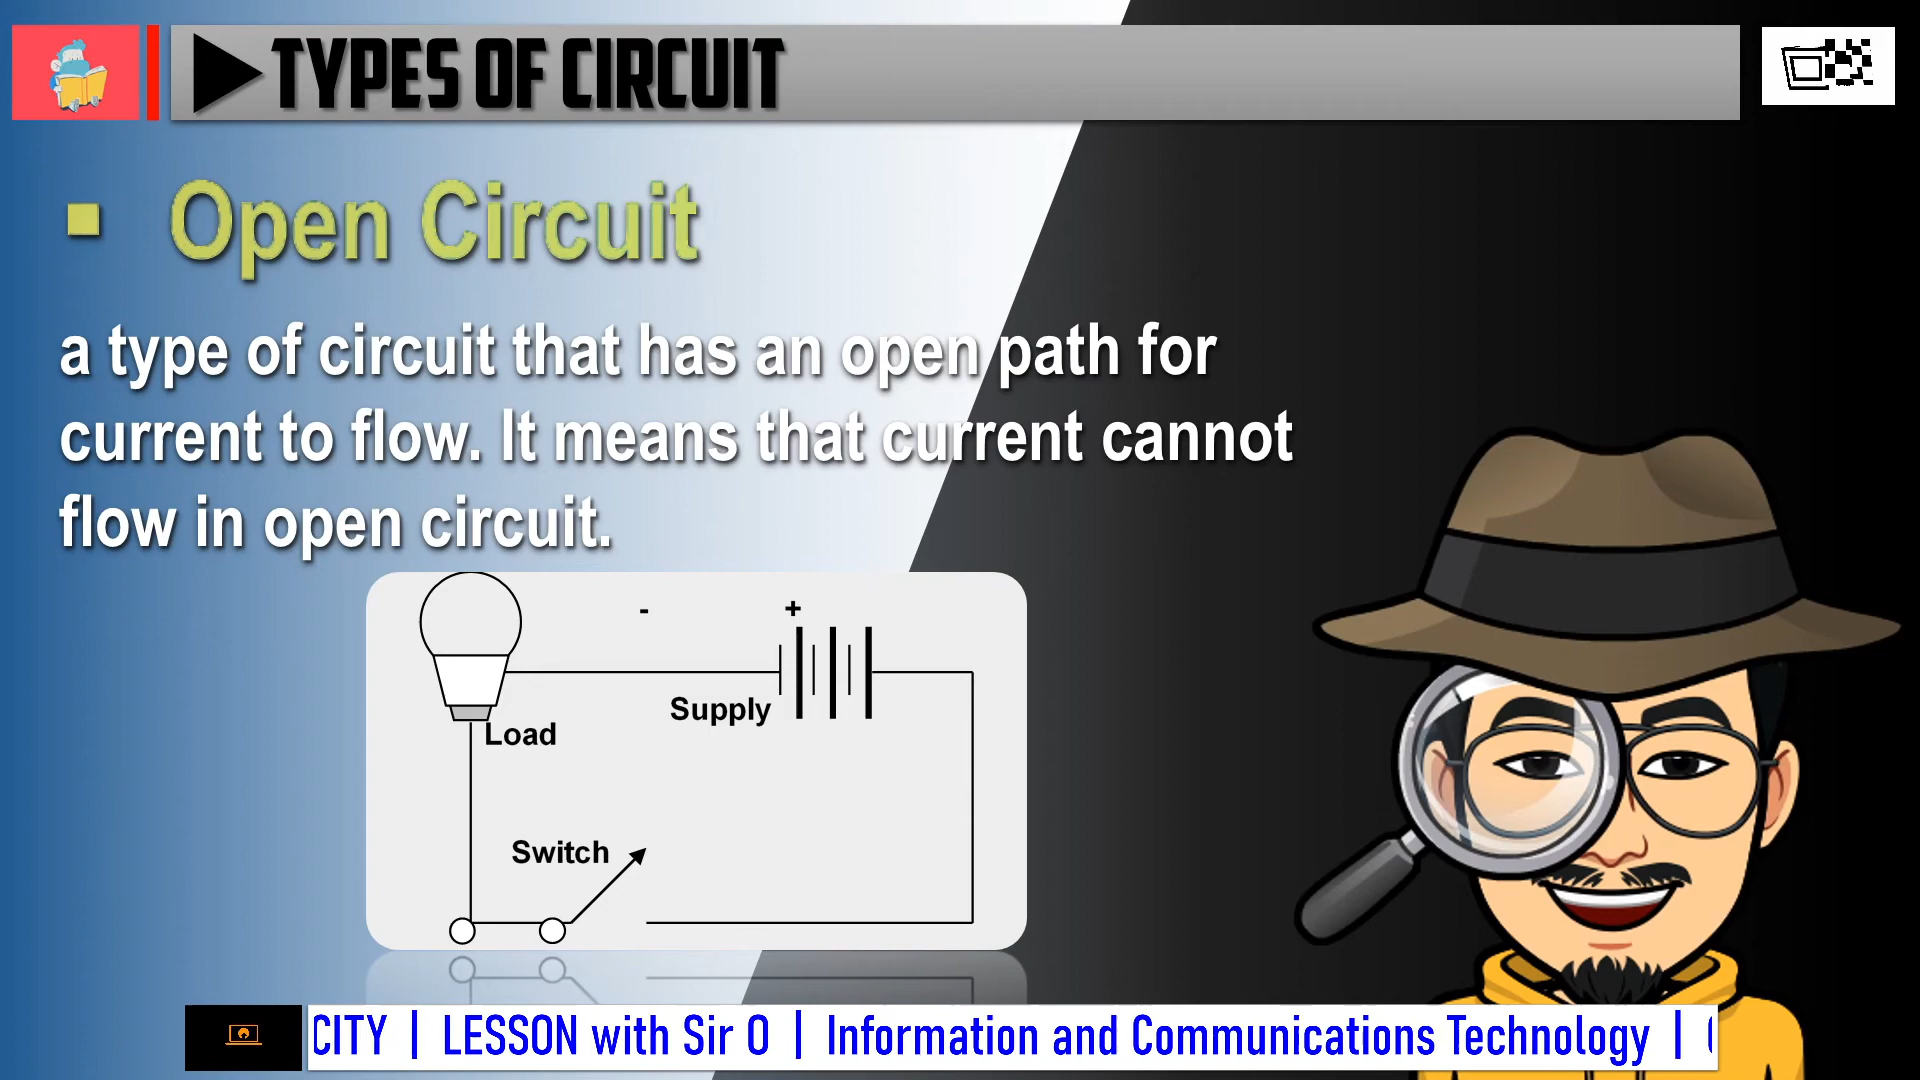 TYPES OF CIRCUIT
▪ Open Circuit
a type of circuit that has an open path for
current to flow. It means that current cannot
flow in open circuit.
- +
Supply
Load
Switch
CITY | LESSON with Sir O | Information and Communications Technology |